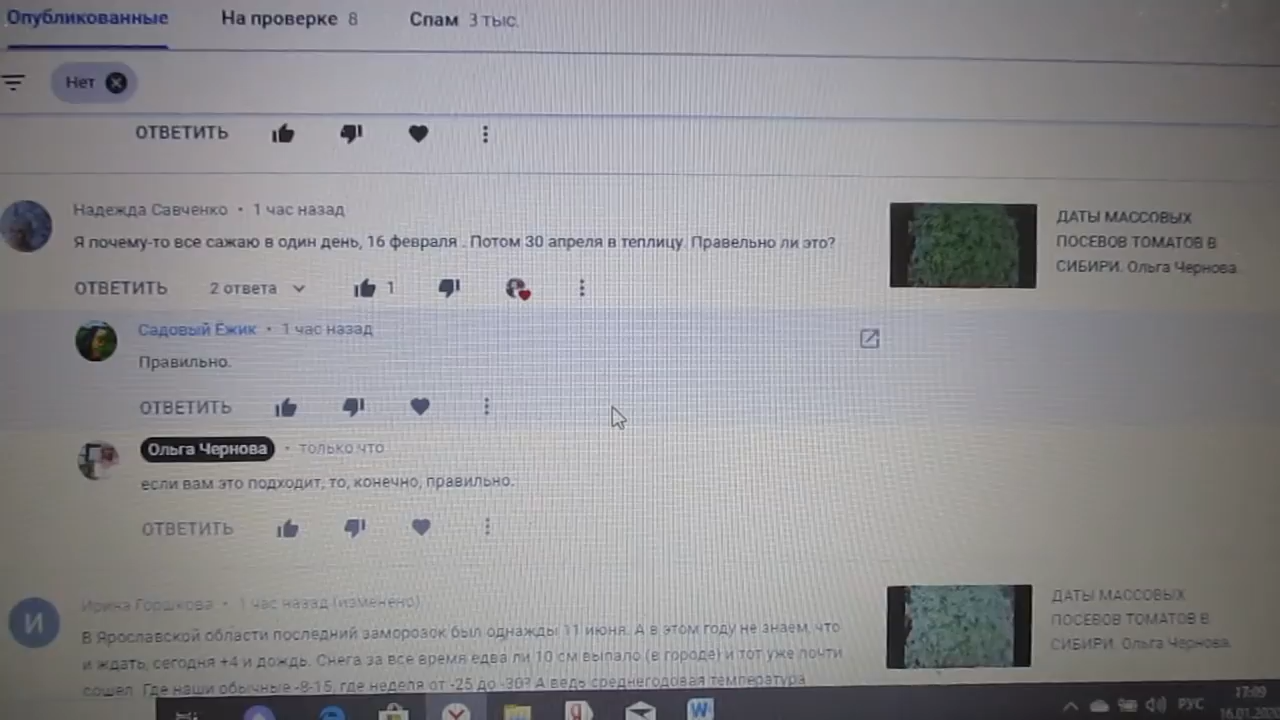 Опубликованные На проверке 8 Спам 3 тыс.
Нет
ОТВЕТИТЬ
Надежда Савченко • 1 час назад
Я почему-то все сажаю в один день, 16 февраля . Потом 30 апреля в теплицу. Правельно ли это?
ОТВЕТИТЬ 2 ответа 1
ДАТЫ МАССОВЫХ
ПОСЕВОВ ТОМАТОВ В
СИБИРИ. Ольга Чернова.
Садовый Ёжик • 1 час назад
Правильно.
ОТВЕТИТЬ
Ольга Чернова • только что
если вам это подходит, то, конечно, правильно.
ОТВЕТИТЬ
И
Ирина Горшкова • 1 час назад (изменено)
В Ярославской области последний заморозок был однажды 11 июня. А в этом году не знаем, что
и ждать, сегодня +4 и дождь. Снега за все время едва ли 10 см выпало (в городе) и тот уже почти
сошел. Где наши обычные -8-15, где неделя от -25 до -30? А ведь среднегодовая температура
ДАТЫ МАССОВЫХ
ПОСЕВОВ ТОМАТОВ В
СИБИРИ. Ольга Чернова.
Я
W
РУС
17:09